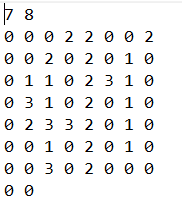 7 8
0 0 0 2 2 0 0 2
0 0 2 0 2 0 1 0
0 1 1 0 2 3 1 0
0 3 1 0 2 0 1 0
0 2 3 3 2 0 1 0
0 0 1 0 2 0 1 0
0 0 3 0 2 0 0 0
0 0